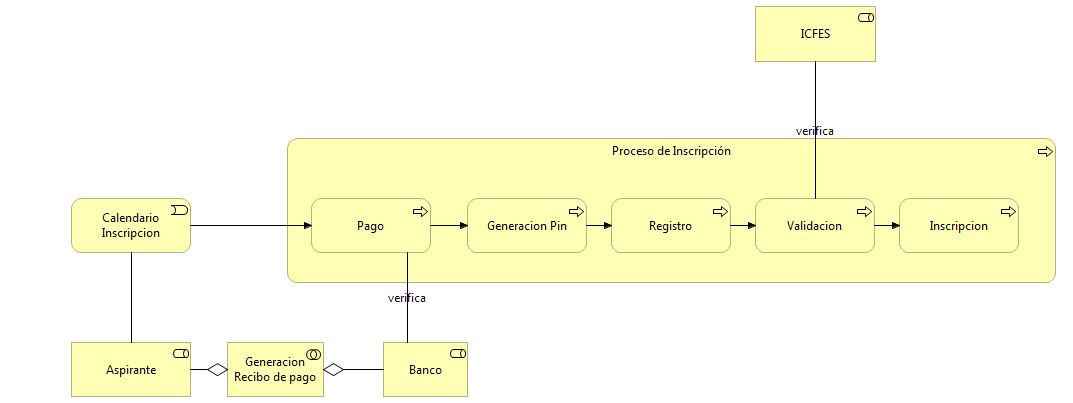 ICFES
verifica
Proceso de Inscripción
Calendario
Inscripcion
Pago
Generacion Pin
Registro
Validacion
Inscripcion
verifica
Aspirante
Generacion
Recibo de pago
Banco